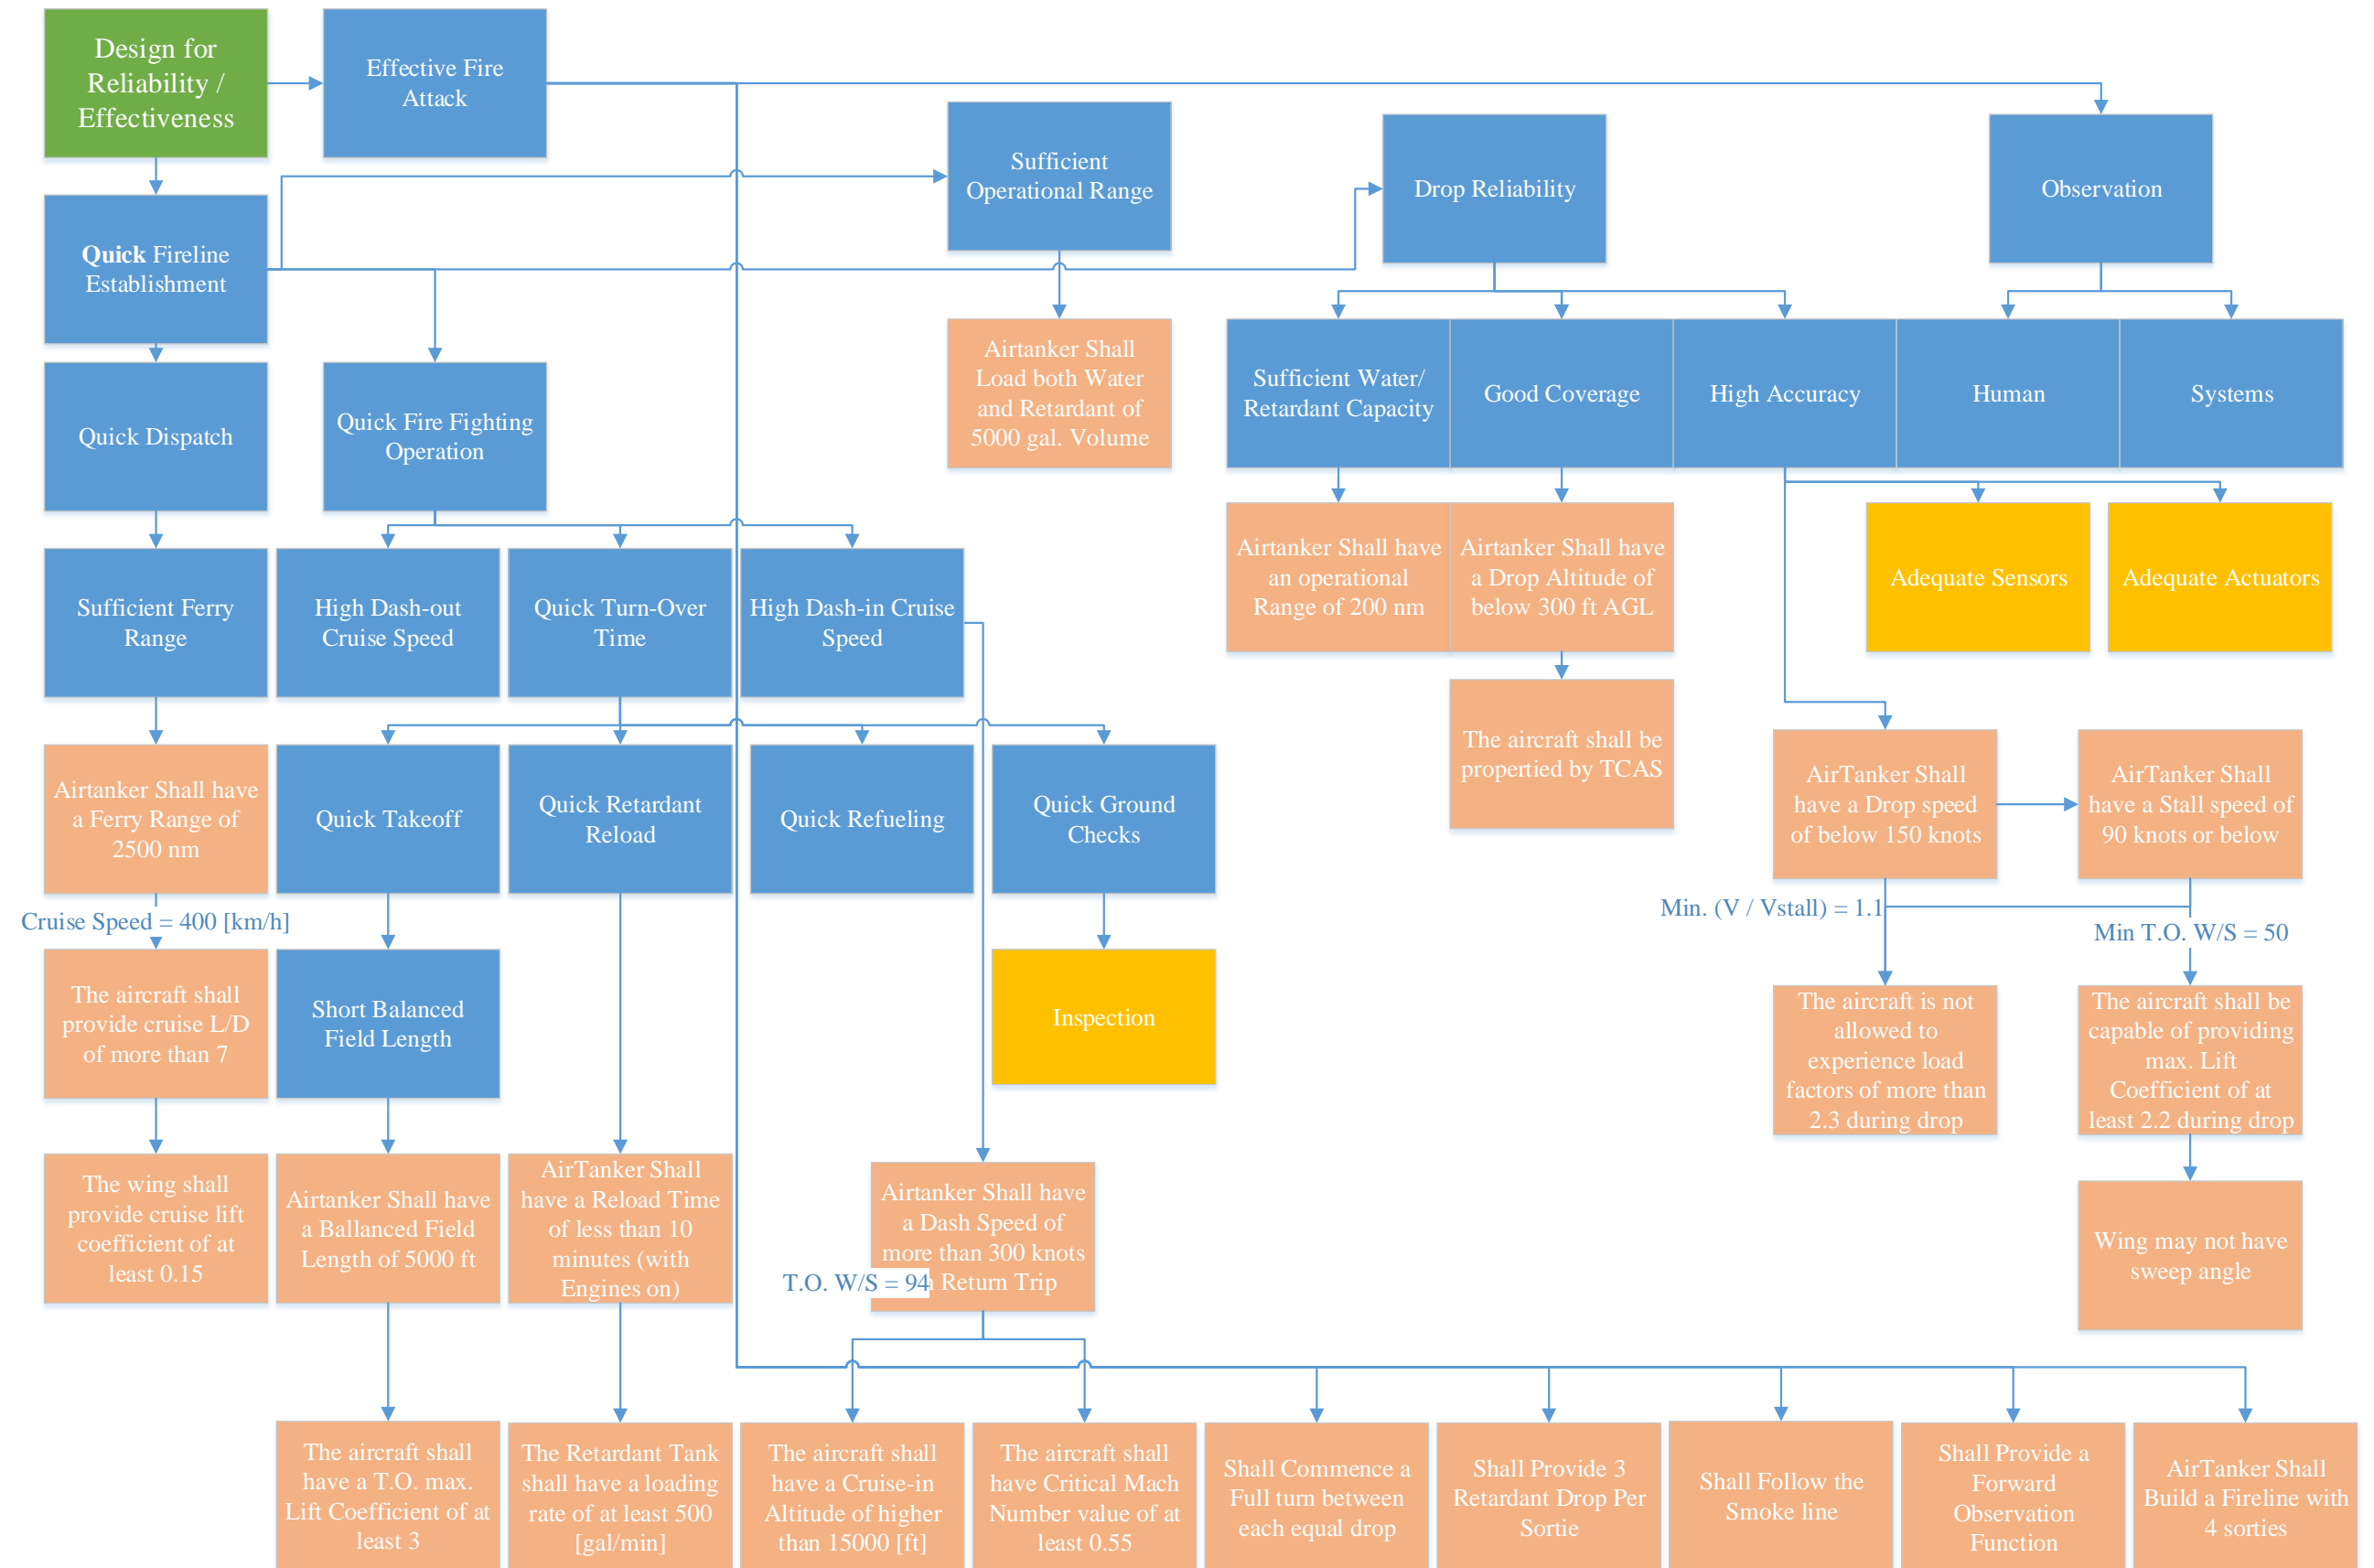 Design for
Reliability /
Effectiveness
Effective Fire
Attack
Sufficient
Operational Range
Drop Reliability
Observation
Quick Fireline
Establishment
Airtanker Shall
Load both Water
and Retardant of
5000 gal. Volume
Sufficient Water/
Retardant Capacity
Good Coverage
High Accuracy
Human
Systems
Quick Dispatch
Quick Fire Fighting
Operation
Airtanker Shall have
an operational
Range of 200 nm
Airtanker Shall have
a Drop Altitude of
below 300 ft AGL
Adequate Sensors
Adequate Actuators
Sufficient Ferry
Range
High Dash-out
Cruise Speed
Quick Turn-Over
Time
High Dash-in Cruise
Speed
The aircraft shall be
propertied by TCAS
Airtanker Shall have
a Ferry Range of
2500 nm
Quick Takeoff
Quick Retardant
Reload
Quick Refueling
Quick Ground
Checks
AirTanker Shall
have a Drop speed
of below 150 knots
AirTanker Shall
have a Stall speed of
90 knots or below
Cruise Speed = 400 [km/h]
Min. (V / Vstall) = 1.1
Min T.O. W/S = 50
The aircraft shall
provide cruise L/D
of more than 7
Short Balanced
Field Length
Inspection
The aircraft is not
allowed to
experience load
factors of more than
2.3 during drop
The aircraft shall be
capable of providing
max. Lift
Coefficient of at
least 2.2 during drop
The wing shall
provide cruise lift
coefficient of at
least 0.15
Airtanker Shall have
a Ballanced Field
Length of 5000 ft
AirTanker Shall
have a Reload Time
of less than 10
minutes (with
Engines on)
Airtanker Shall have
a Dash Speed of
more than 300 knots
Return Trip
T.O. W/S = 94
Wing may not have
sweep angle
The aircraft shall
have a T.O. max.
Lift Coefficient of at
least 3
The Retardant Tank
shall have a loading
rate of at least 500
[gal/min]
The aircraft shall
have a Cruise-in
Altitude of higher
than 15000 [ft]
The aircraft shall
have Critical Mach
Number value of at
least 0.55
Shall Commence a
Full turn between
each equal drop
Shall Provide 3
Retardant Drop Per
Sortie
Shall Follow the
Smoke line
Shall Provide a
Forward
Observation
Function
AirTanker Shall
Build a Fireline with
4 sorties